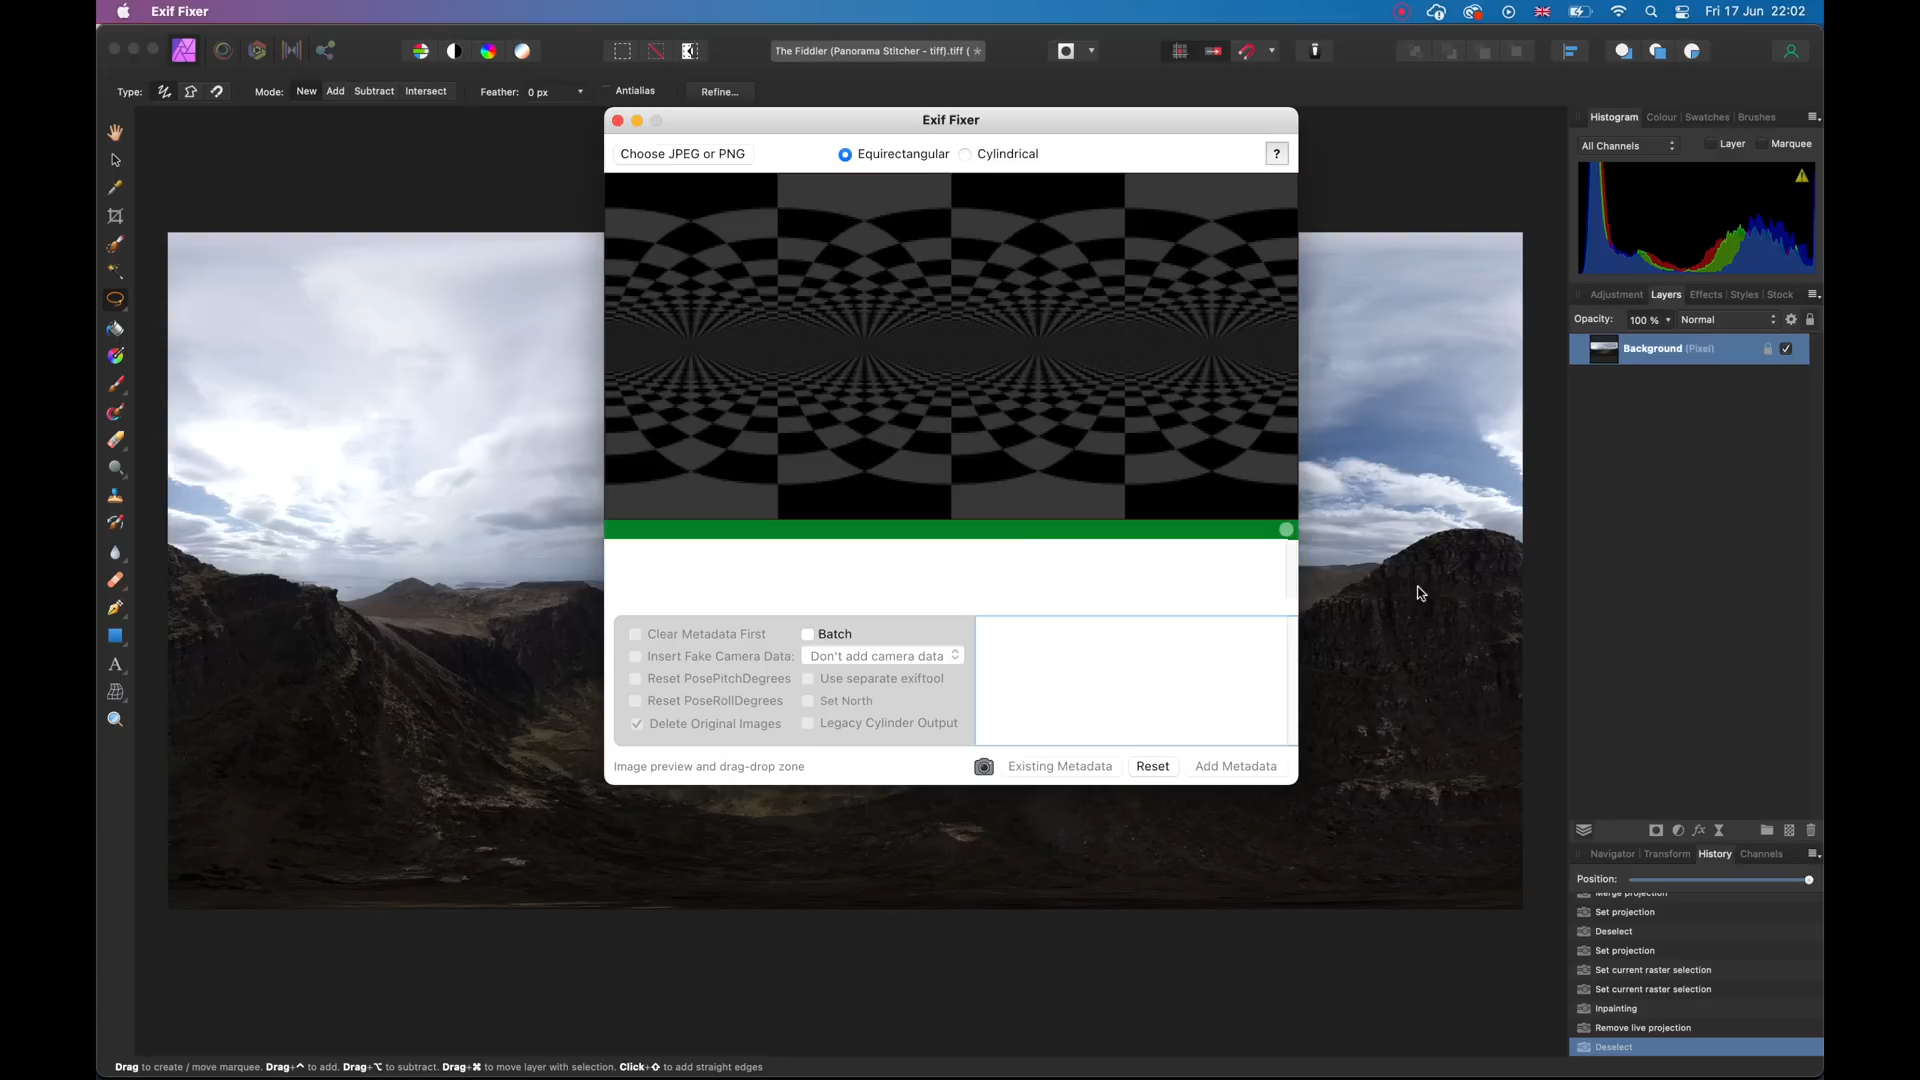 Exif Fixer
Fri 17 Jun 22:02
The Fiddler (Panorama Stitcher - tiff).tiff (
Type:
Mode:
New
Add
Subtract
Intersect
Feather:
0 px
Antialias
Refine...
Exif Fixer
Choose JPEG or PNG
Equirectangular
Cylindrical
?
Histogram
Colour
Swatches
Brushes
All Channels
Layer
Marquee
Adjustment
Layers
Effects
Styles
Stock
Opacity:
100 %
Normal
Background (Pixel)
Clear Metadata First
Batch
Insert Fake Camera Data:
Don't add camera data
Reset PosePitchDegrees
Use separate exiftool
Reset PoseRollDegrees
Set North
Delete Original Images
Legacy Cylinder Output
Image preview and drag-drop zone
Existing Metadata
Reset
Add Metadata
A
fx
Navigator
Transform
History
Channels
Position:
Merge projection
Set projection
Deselect
Set projection
Set current raster selection
Set current raster selection
Inpainting
Remove live projection
Deselect
Drag to create / move marquee. Drag+⌃ to add. Drag+⌥ to subtract. Drag+⌘ to move layer with selection. Click+⇧ to add straight edges